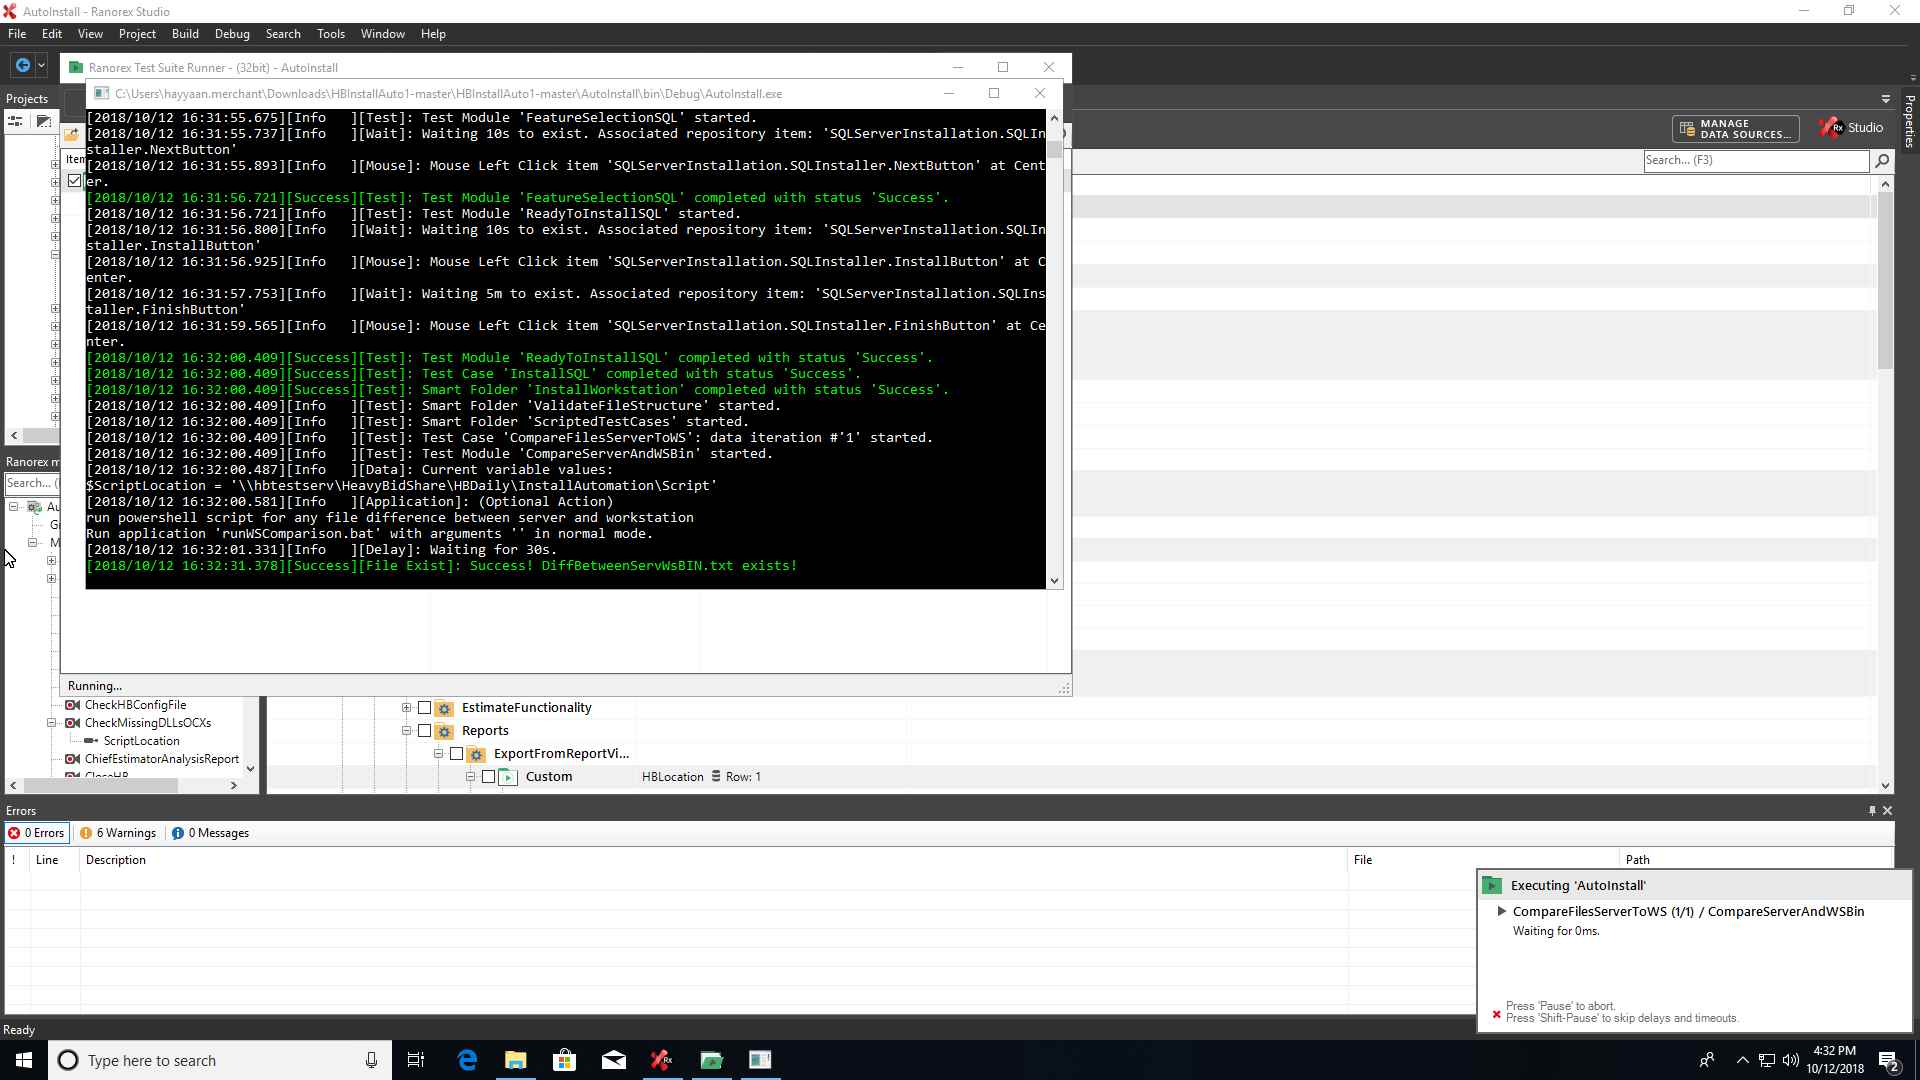 AutoInstall - Ranorex Studio
File Edit View Project Build Debug Search Tools Window Help
Ranorex Test Suite Runner - (32bit) - AutoInstall
C:\Users\hayyaan.merchant\Downloads\HBInstallAuto1-master\HBInstallAuto1-master\AutoInstall\bin\Debug\AutoInstall.exe
Projects
Properties
MANAGE
DATA SOURCES...
Studio
Search... (F3)
Item
[2018/10/12 16:31:55.675][Info   ][Test]: Test Module 'FeatureSelectionSQL' started.
[2018/10/12 16:31:55.737][Info   ][Wait]: Waiting 10s to exist. Associated repository item: 'SQLServerInstallation.SQLIn
staller.NextButton'
[2018/10/12 16:31:55.893][Info   ][Mouse]: Mouse Left Click item 'SQLServerInstallation.SQLInstaller.NextButton' at Cent
er.
[2018/10/12 16:31:56.721][Success][Test]: Test Module 'FeatureSelectionSQL' completed with status 'Success'.
[2018/10/12 16:31:56.721][Info   ][Test]: Test Module 'ReadyToInstallSQL' started.
[2018/10/12 16:31:56.800][Info   ][Wait]: Waiting 10s to exist. Associated repository item: 'SQLServerInstallation.SQLIn
staller.InstallButton'
[2018/10/12 16:31:56.925][Info   ][Mouse]: Mouse Left Click item 'SQLServerInstallation.SQLInstaller.InstallButton' at C
enter.
[2018/10/12 16:31:57.753][Info   ][Wait]: Waiting 5m to exist. Associated repository item: 'SQLServerInstallation.SQLIns
taller.FinishButton'
[2018/10/12 16:31:59.565][Info   ][Mouse]: Mouse Left Click item 'SQLServerInstallation.SQLInstaller.FinishButton' at Ce
nter.
[2018/10/12 16:32:00.409][Success][Test]: Test Module 'ReadyToInstallSQL' completed with status 'Success'.
[2018/10/12 16:32:00.409][Success][Test]: Test Case 'InstallSQL' completed with status 'Success'.
[2018/10/12 16:32:00.409][Success][Test]: Smart Folder 'InstallWorkstation' completed with status 'Success'.
[2018/10/12 16:32:00.409][Info   ][Test]: Smart Folder 'ValidateFileStructure' started.
[2018/10/12 16:32:00.409][Info   ][Test]: Smart Folder 'ScriptedTestCases' started.
[2018/10/12 16:32:00.409][Info   ][Test]: Test Case 'CompareFilesServerToWS': data iteration #'1' started.
[2018/10/12 16:32:00.409][Info   ][Test]: Test Module 'CompareServerAndWSBin' started.
[2018/10/12 16:32:00.487][Info   ][Data]: Current variable values:
$ScriptLocation = '\\hbtestserv\HeavyBidShare\HBDaily\InstallAutomation\Script'
[2018/10/12 16:32:00.581][Info   ][Application]: (Optional Action)
run powershell script for any file difference between server and workstation
Run application 'runWSComparison.bat' with arguments '' in normal mode.
[2018/10/12 16:32:01.331][Info   ][Delay]: Waiting for 30s.
[2018/10/12 16:32:31.378][Success][File Exist]: Success! DiffBetweenServWsBIN.txt exists!
Ranorex m
Search... (
Au
Gr
M
Running...
CheckHBConfigFile
CheckMissingDLLsOCXs
ScriptLocation
ChiefEstimatorAnalysisReport
CloseHB
EstimateFunctionality
Reports
ExportFromReportVi...
Custom HBLocation Row: 1
Errors
0 Errors 6 Warnings 0 Messages
! Line Description File Path
Executing 'AutoInstall'
CompareFilesServerToWS (1/1) / CompareServerAndWSBin
Waiting for 0ms.
Press 'Pause' to abort.
Press 'Shift-Pause' to skip delays and timeouts.
Ready
Type here to search
4:32 PM
10/12/2018
2